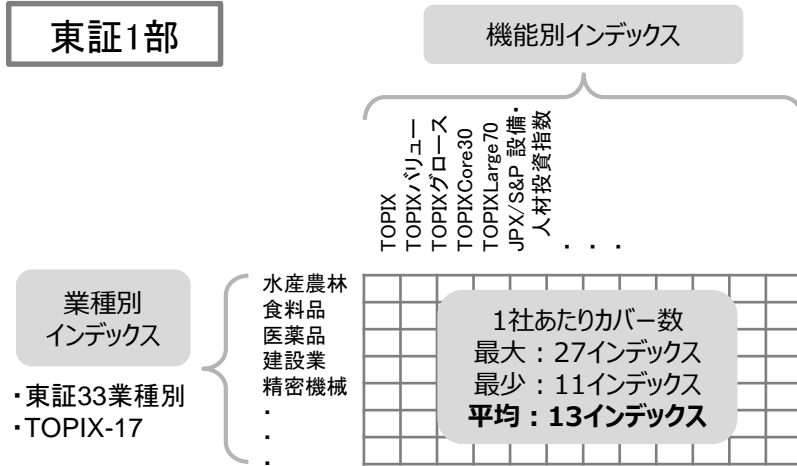 東証1部
機能別インデックス
TOPIX
TOPIXバリュー
TOPIXグロース
TOPIXCore30
TOPIXLarge70
JPX/S&P 設備・
人材投資指数
・・・
業種別
インデックス
・東証33業種別
・TOPIX-17
水産農林
食料品
医薬品
建設業
精密機械
・
・
・
1社あたりカバー数
最大：27インデックス
最少：11インデックス
平均：13インデックス